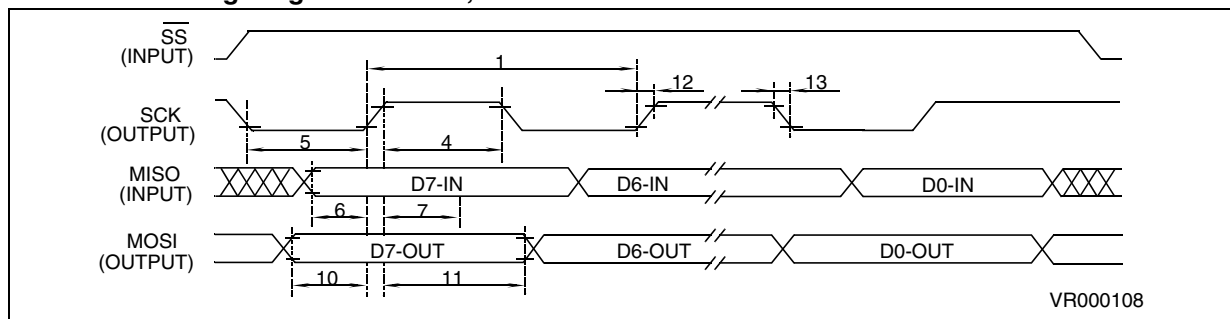 SS
(INPUT)
1
12
13
SCK
(OUTPUT)
5
4
MISO
(INPUT)
D7-IN
D6-IN
D0-IN
6
7
MOSI
(OUTPUT)
D7-OUT
D6-OUT
D0-OUT
10
11
VR000108